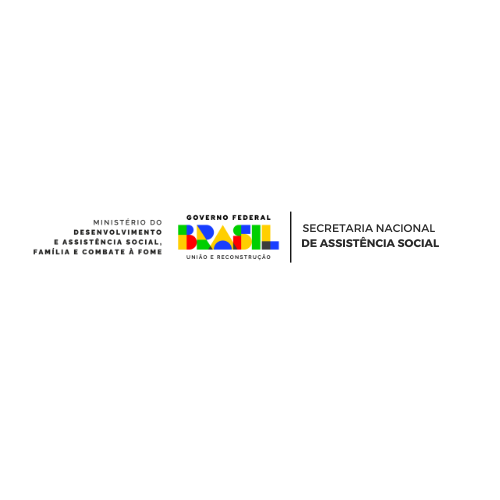 MINISTÉRIO DO
DESENVOLVIMENTO
E ASSISTÊNCIA SOCIAL,
FAMÍLIA E COMBATE À FOME
GOVERNO FEDERAL
BRASIL
UNIÃO E RECONSTRUÇÃO
SECRETARIA NACIONAL
DE ASSISTÊNCIA SOCIAL